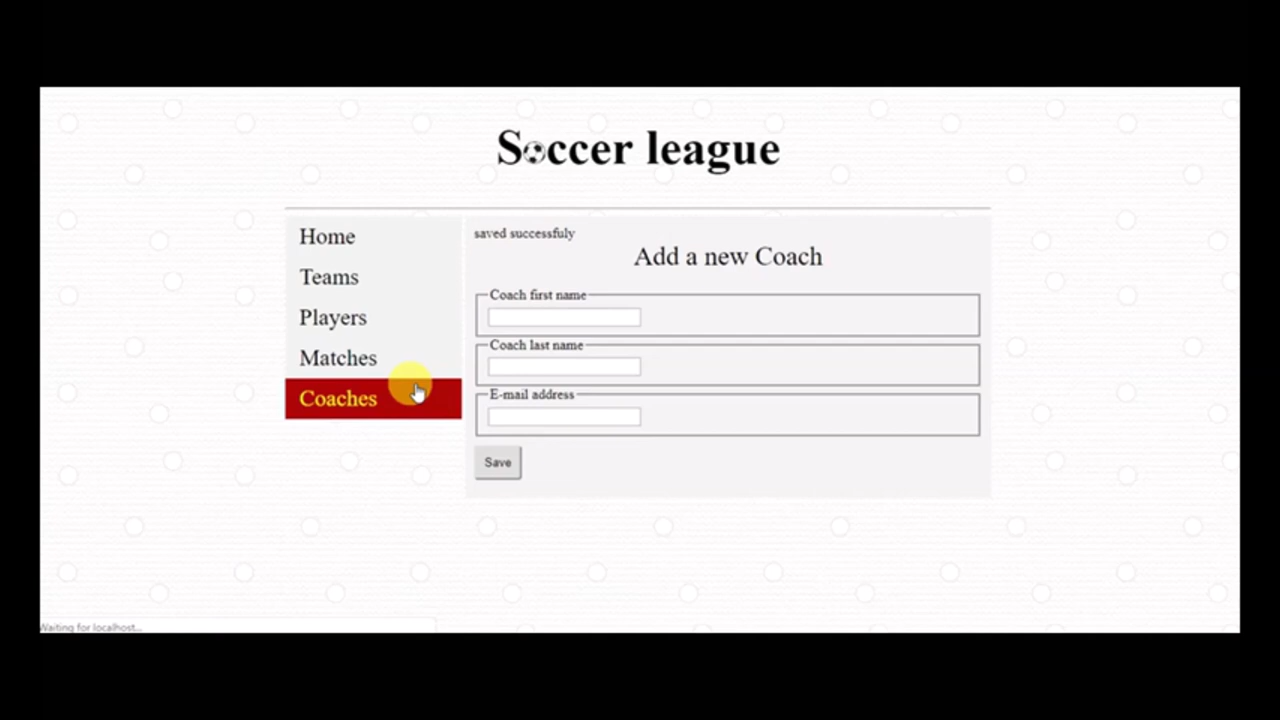 Soccer league
Home
Teams
Players
Matches
Coaches
saved successfuly
Add a new Coach
Coach first name
Coach last name
E-mail address
Save
Waiting for localhost...